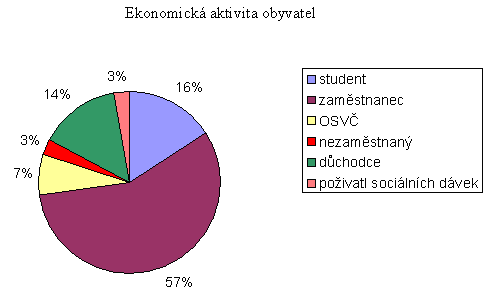 Ekonomická aktivita obyvatel
3%
16%
14%
3%
7%
57%
student
zaměstnanec
OSVČ
nezaměstnaný
důchodce
poživatl sociálních dávek